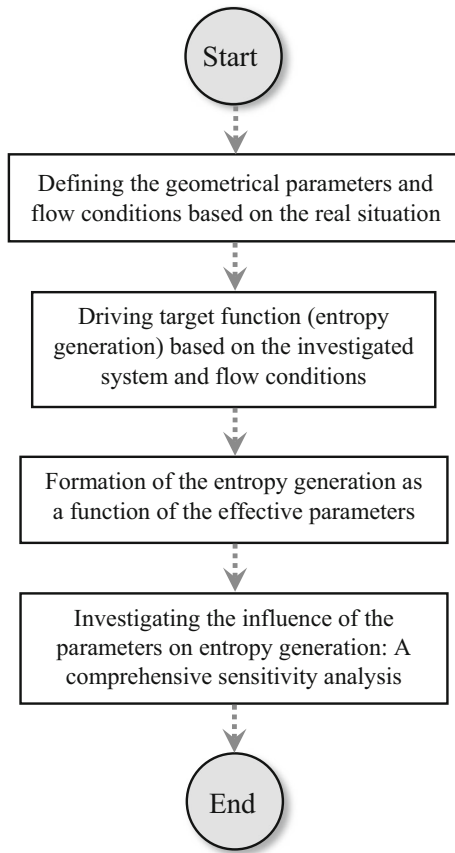 Start
Defining the geometrical parameters and
flow conditions based on the real situation
Driving target function (entropy
generation) based on the investigated
system and flow conditions
Formation of the entropy generation as
a function of the effective parameters
Investigating the influence of the
parameters on entropy generation: A
comprehensive sensitivity analysis
End